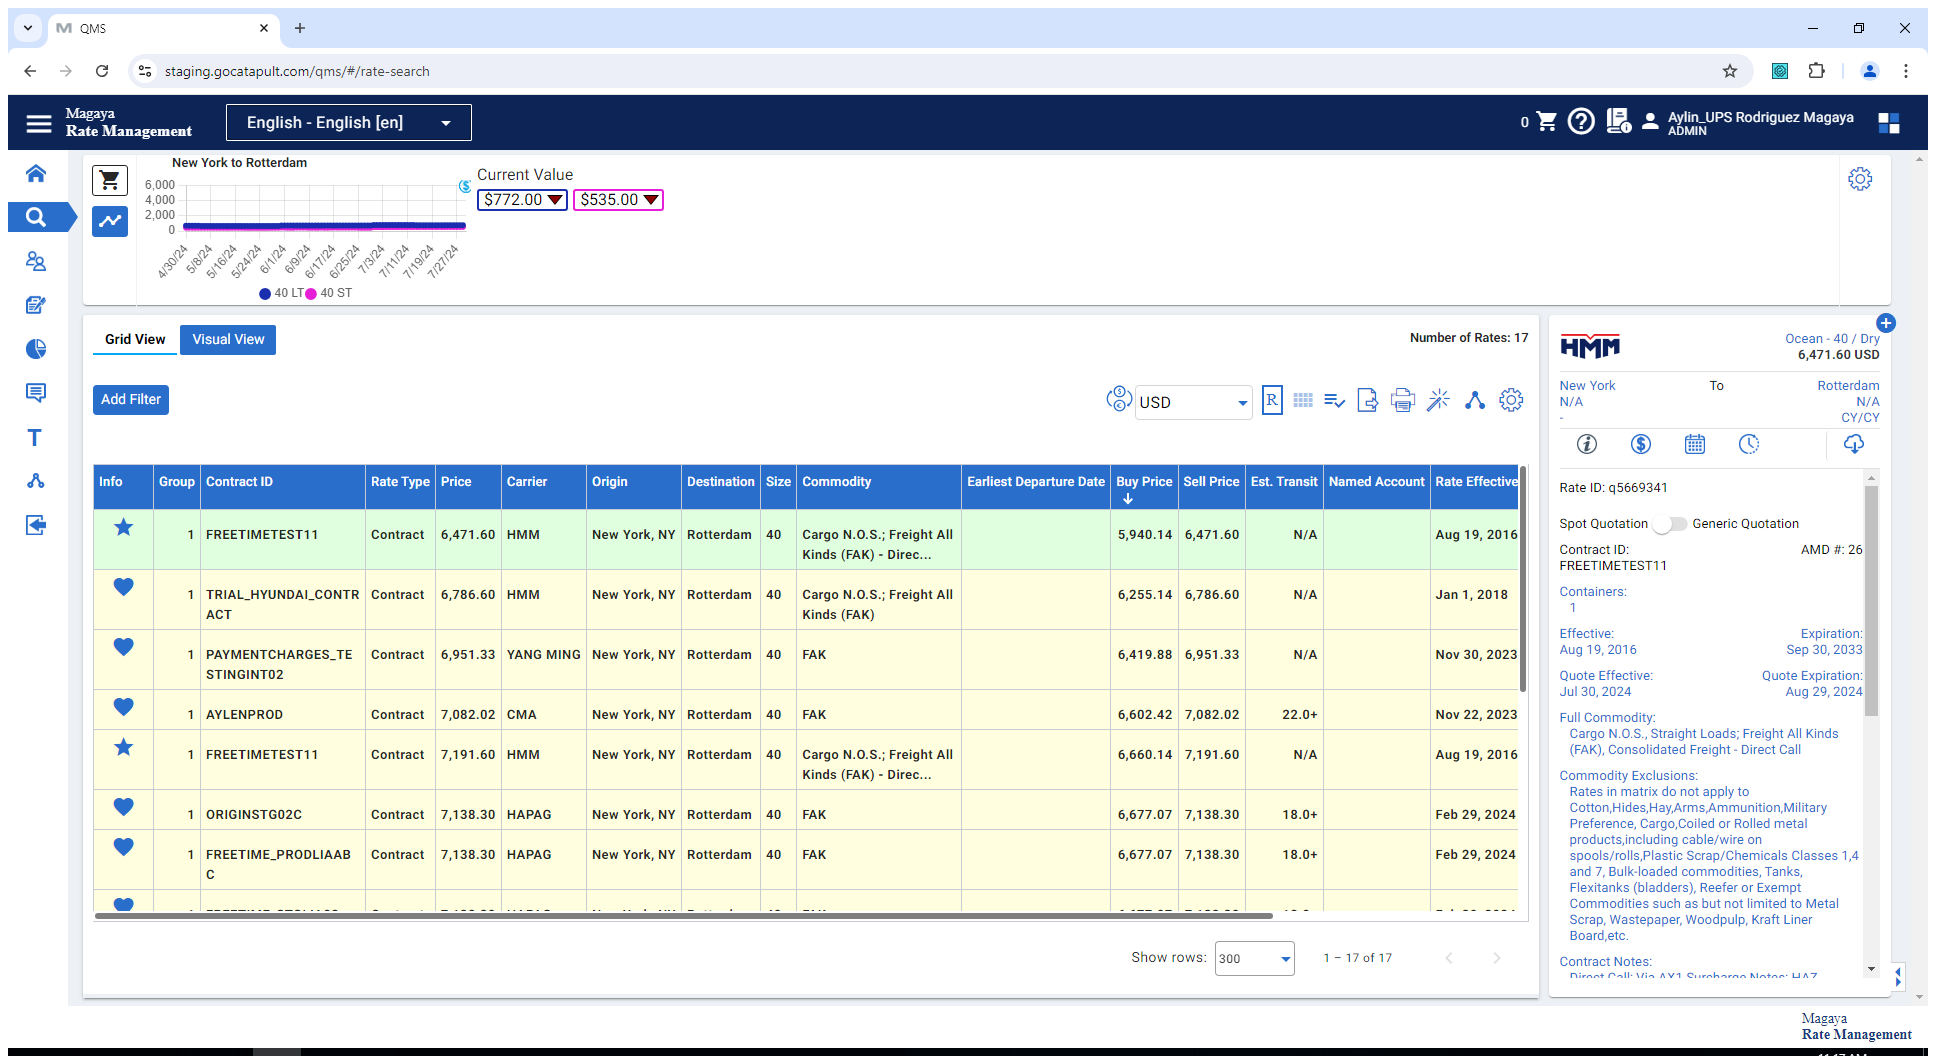 QMS
staging.gocatapult.com/qms/#/rate-search
Magaya
Rate Management
English - English [en]
0
Aylin_UPS Rodriguez Magaya
ADMIN
New York to Rotterdam
6,000
4,000
2,000
0
4/30/24 5/8/24 5/16/24 5/24/24 6/1/24 6/9/24 6/17/24 6/25/24 7/3/24 7/11/24 7/19/24 7/27/24
40 LT 40 ST
Current Value
$772.00 $535.00
Grid View Visual View
Number of Rates: 17
Add Filter
USD
R
Info Group Contract ID Rate Type Price Carrier Origin Destination Size Commodity Earliest Departure Date Buy Price Sell Price Est. Transit Named Account Rate Effective
1 FREETIMETEST11 Contract 6,471.60 HMM New York, NY Rotterdam 40 Cargo N.O.S.; Freight All 5,940.14 6,471.60 N/A Aug 19, 2016
Kinds (FAK) - Direc...
1 TRIAL_HYUNDAI_CONTR Contract 6,786.60 HMM New York, NY Rotterdam 40 Cargo N.O.S.; Freight All 6,255.14 6,786.60 N/A Jan 1, 2018
ACT Kinds (FAK)
1 PAYMENTCHARGES_TE Contract 6,951.33 YANG MING New York, NY Rotterdam 40 FAK 6,419.88 6,951.33 N/A Nov 30, 2023
STINGINT02
1 AYLENPROD Contract 7,082.02 CMA New York, NY Rotterdam 40 FAK 6,602.42 7,082.02 22.0+ Nov 22, 2023
1 FREETIMETEST11 Contract 7,191.60 HMM New York, NY Rotterdam 40 Cargo N.O.S.; Freight All 6,660.14 7,191.60 N/A Aug 19, 2016
Kinds (FAK) - Direc...
1 ORIGINSTG02C Contract 7,138.30 HAPAG New York, NY Rotterdam 40 FAK 6,677.07 7,138.30 18.0+ Feb 29, 2024
1 FREETIME_PRODLIAAB Contract 7,138.30 HAPAG New York, NY Rotterdam 40 FAK 6,677.07 7,138.30 18.0+ Feb 29, 2024
C
Show rows: 300 1 – 17 of 17
HMM
Ocean - 40 / Dry
6,471.60 USD
New York To Rotterdam
N/A N/A
- CY/CY
Rate ID: q5669341
Spot Quotation Generic Quotation
Contract ID: AMD #: 26
FREETIMETEST11
Containers:
1
Effective: Expiration:
Aug 19, 2016 Sep 30, 2033
Quote Effective: Quote Expiration:
Jul 30, 2024 Aug 29, 2024
Full Commodity:
Cargo N.O.S., Straight Loads; Freight All Kinds
(FAK), Consolidated Freight - Direct Call
Commodity Exclusions:
Rates in matrix do not apply to
Cotton,Hides,Hay,Arms,Ammunition,Military
Preference, Cargo,Coiled or Rolled metal
products,including cable/wire on
spools/rolls,Plastic Scrap/Chemicals Classes 1,4
and 7, Bulk-loaded commodities, Tanks,
Flexitanks (bladders), Reefer or Exempt
Commodities such as but not limited to Metal
Scrap, Wastepaper, Woodpulp, Kraft Liner
Board,etc.
Contract Notes:
Direct Call: Via AX1 Surcharge Notes: HAZ
Magaya
Rate Management